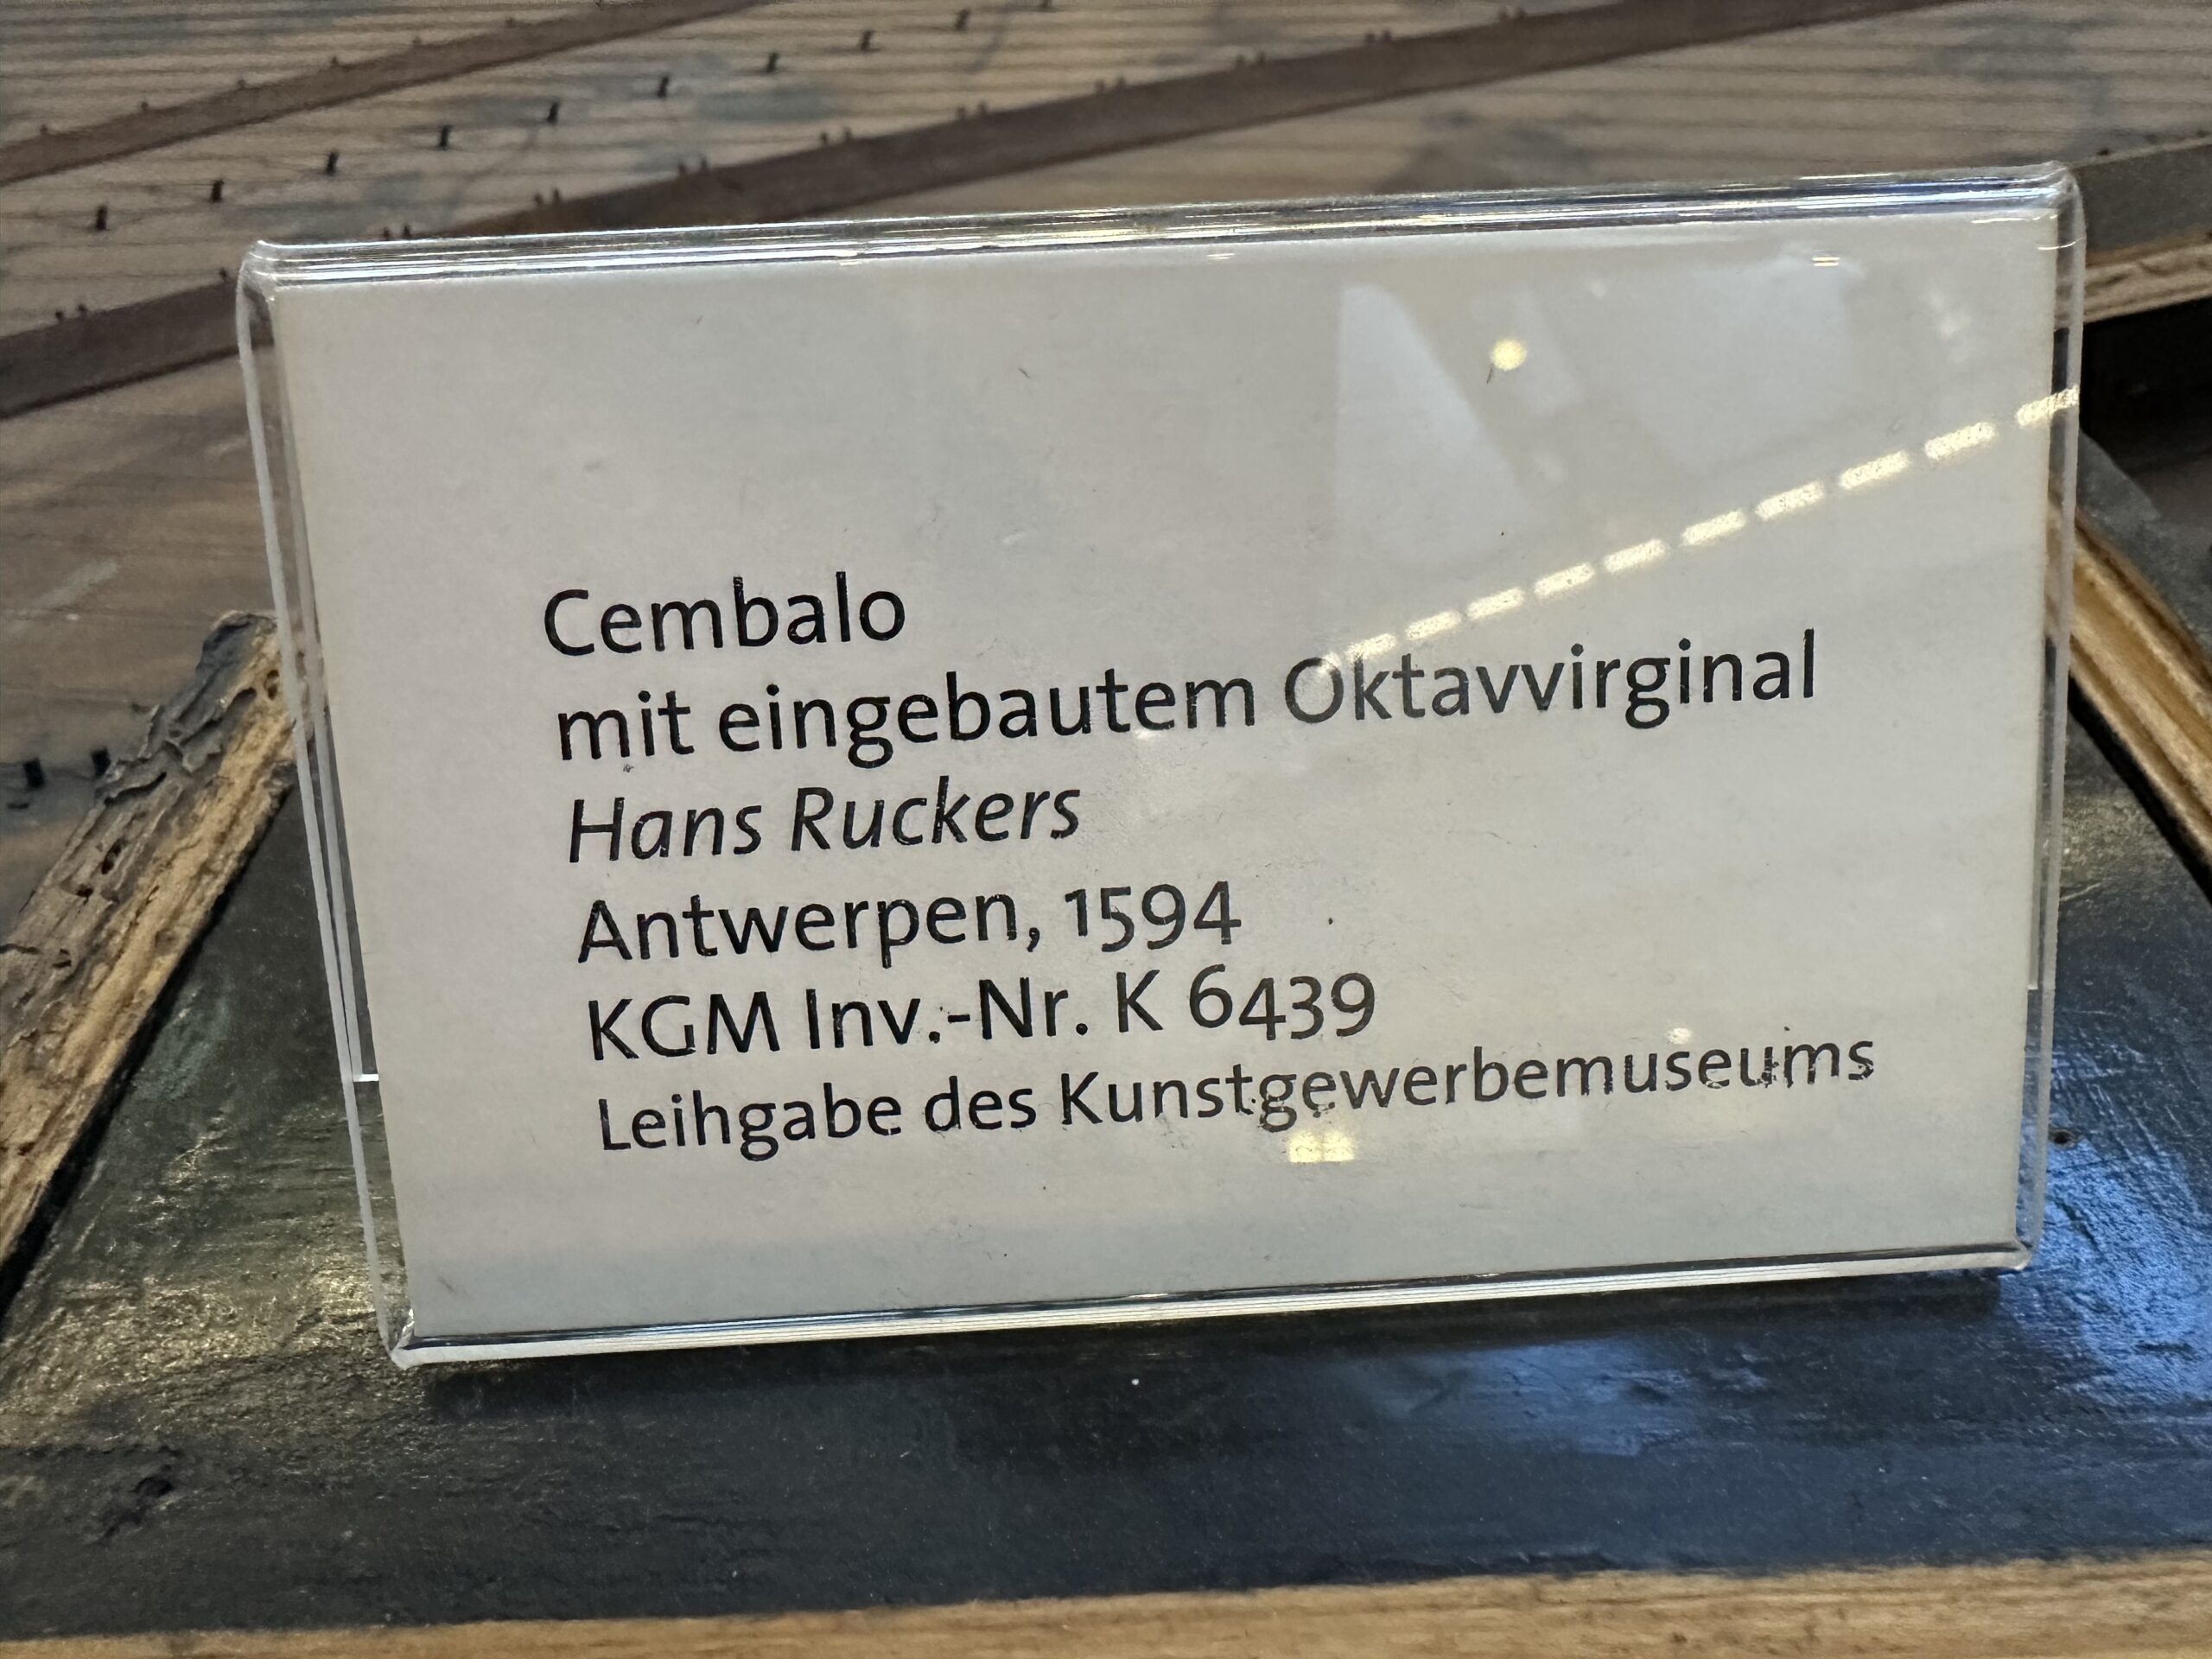 Cembalo
mit eingebautem Oktavvirginal
Hans Ruckers
Antwerpen, 1594
KGM Inv.-Nr. K 6439
Leihgabe des Kunstgewerbemuseums